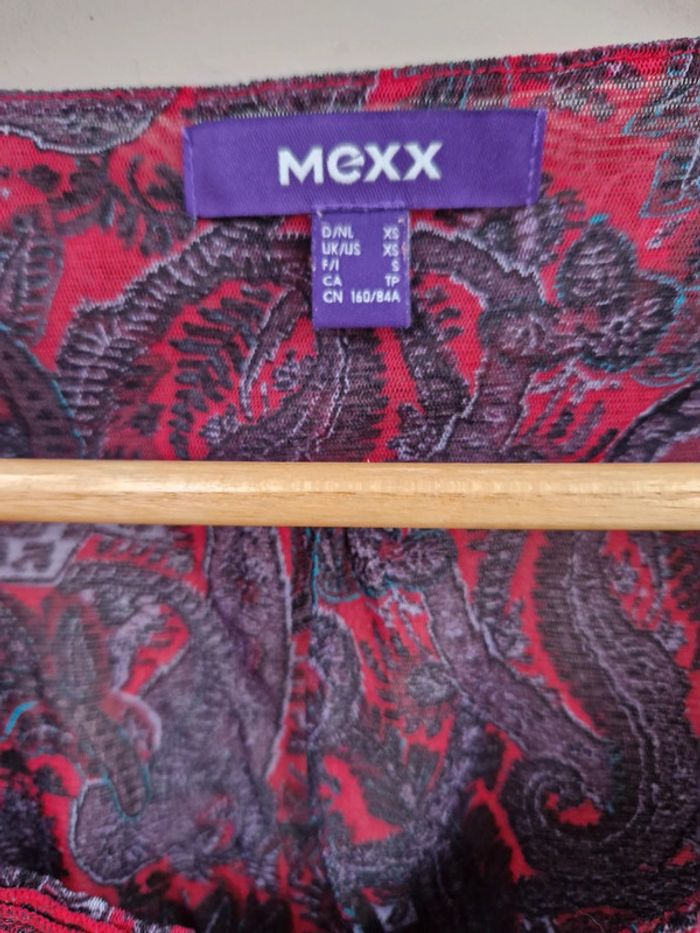 mexx
D/NL XS
UK/US XS
F/I S
CA TP
CN 160/84A